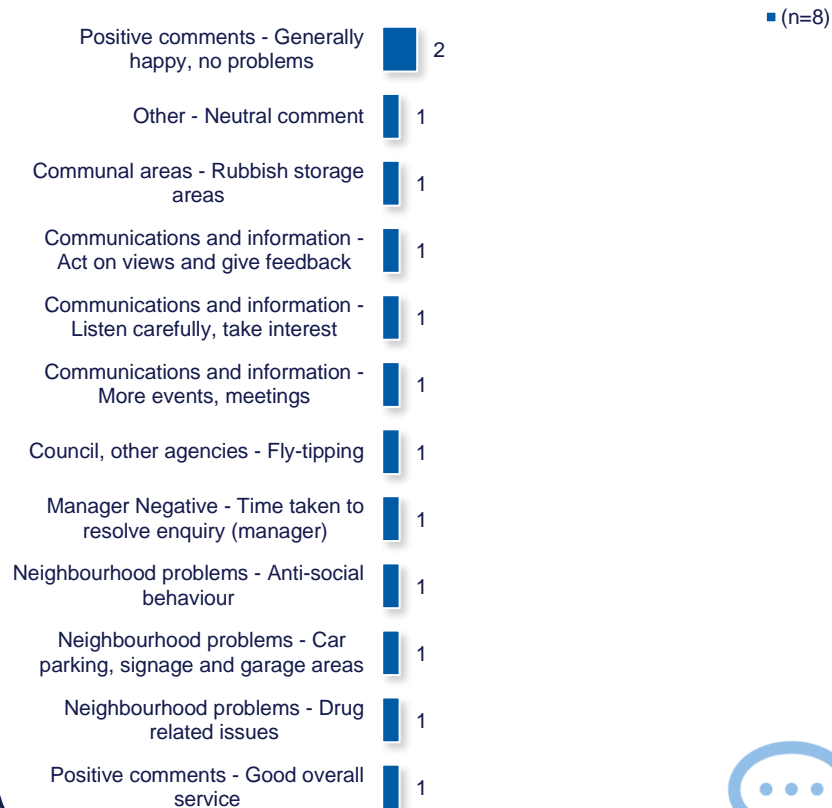 (n=8)
Positive comments - Generally
happy, no problems
2
Other - Neutral comment
1
Communal areas - Rubbish storage
areas
1
Communications and information -
Act on views and give feedback
1
Communications and information -
Listen carefully, take interest
1
Communications and information -
More events, meetings
1
Council, other agencies - Fly-tipping
1
Manager Negative - Time taken to
resolve enquiry (manager)
1
Neighbourhood problems - Anti-social
behaviour
1
Neighbourhood problems - Car
parking, signage and garage areas
1
Neighbourhood problems - Drug
related issues
1
Positive comments - Good overall
service
1